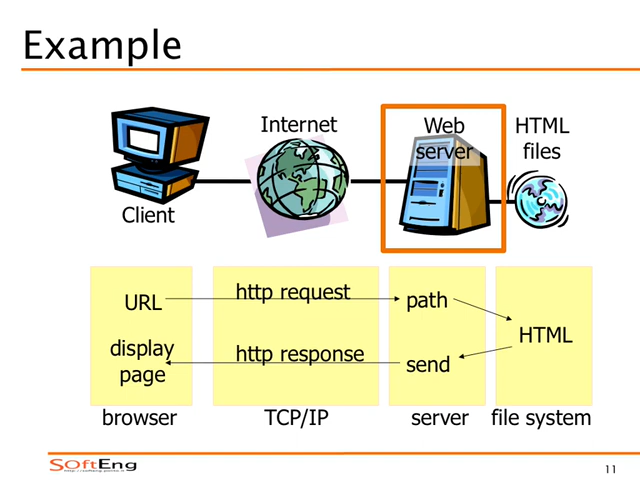 Example
Internet
Web
server
HTML
files
Client
URL
http request
path
HTML
display
page
http response
send
browser
TCP/IP
server
file system
SOftEng
11